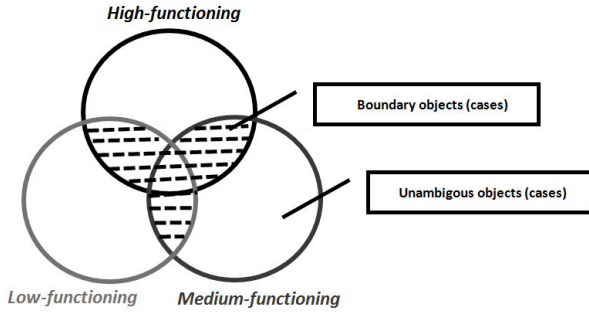 High-functioning
Boundary objects (cases)
Unambigous objects (cases)
Low-functioning
Medium-functioning